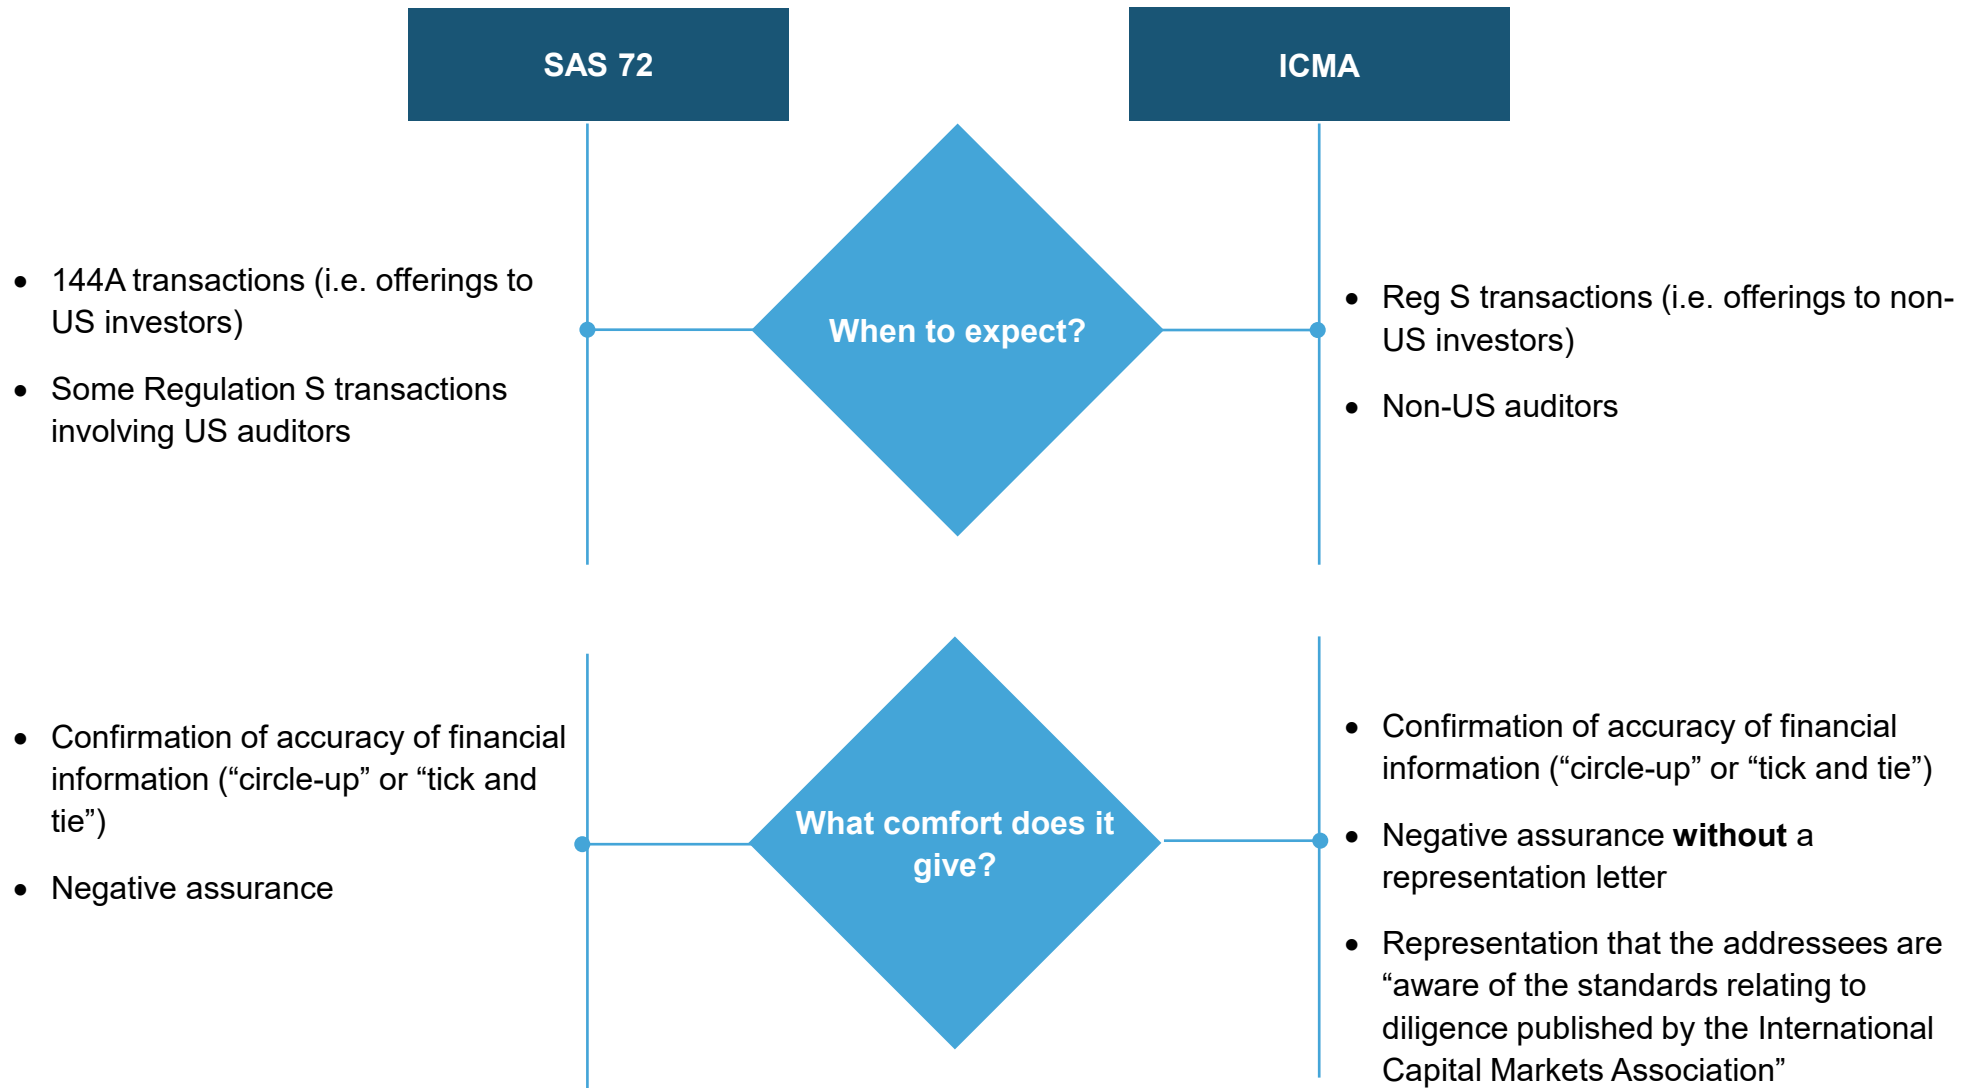 SAS 72
ICMA
When to expect?
• 144A transactions (i.e. offerings to
US investors)
• Some Regulation S transactions
involving US auditors
• Reg S transactions (i.e. offerings to non-
US investors)
• Non-US auditors
What comfort does it
give?
• Confirmation of accuracy of financial
information (“circle-up” or “tick and
tie”)
• Negative assurance
• Confirmation of accuracy of financial
information (“circle-up” or “tick and tie”)
• Negative assurance without a
representation letter
• Representation that the addressees are
“aware of the standards relating to
diligence published by the International
Capital Markets Association”